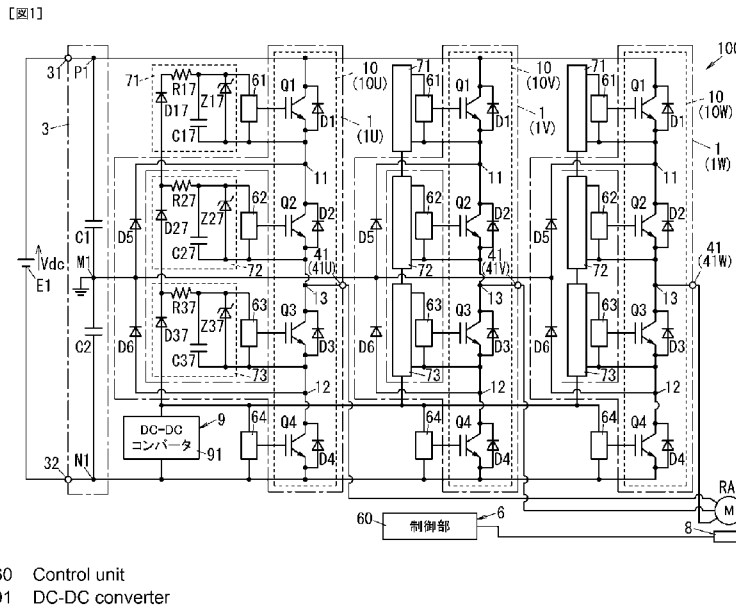 [図1]
100
31
P1
71
R17
Z17
61
Q1
10
(10U)
71
61
Q1
10
(10V)
71
61
Q1
10
(10W)
3
D17
C17
D1
1
(1U)
D1
1
(1V)
D1
1
(1W)
11
11
11
R27
Z27
62
Q2
D2
62
Q2
D2
62
Q2
D2
C1
D5
D27
C27
72
41
(41U)
D5
72
41
(41V)
D5
72
41
(41W)
Vdc
E1
M1
R37
Z37
63
13
Q3
63
13
Q3
63
13
Q3
C2
D6
D37
C37
73
D3
D6
73
D3
D6
73
D3
12
12
12
DC-DC
コンバータ
9
91
64
Q4
D4
64
Q4
D4
64
Q4
D4
32
N1
RA
M
60
制御部
6
8
60 Control unit
91 DC-DC converter